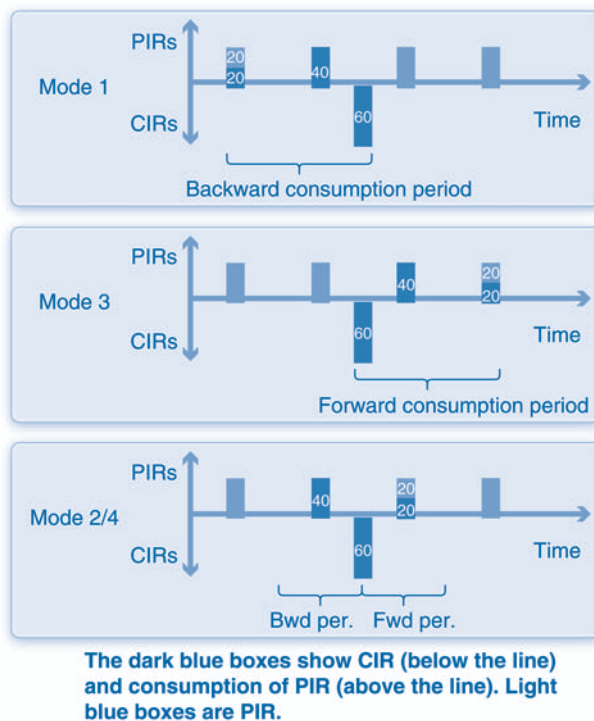 PIRs
20
20
40
Mode 1
CIRs
60
Time
Backward consumption period
PIRs
40
20
20
Mode 3
CIRs
60
Time
Forward consumption period
PIRs
40
20
20
Mode 2/4
CIRs
60
Time
Bwd per.
Fwd per.
The dark blue boxes show CIR (below the line)
and consumption of PIR (above the line). Light
blue boxes are PIR.